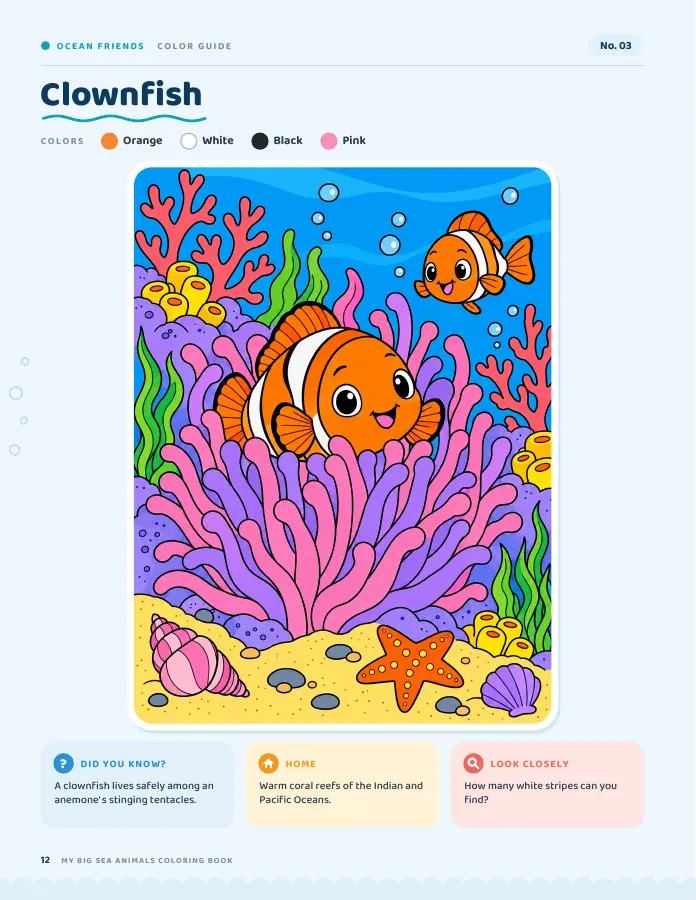 OCEAN FRIENDS COLOR GUIDE No. 03
Clownfish
COLORS Orange White Black Pink
? DID YOU KNOW?
A clownfish lives safely among an
anemone's stinging tentacles.
HOME
Warm coral reefs of the Indian and
Pacific Oceans.
LOOK CLOSELY
How many white stripes can you
find?
12 MY BIG SEA ANIMALS COLORING BOOK